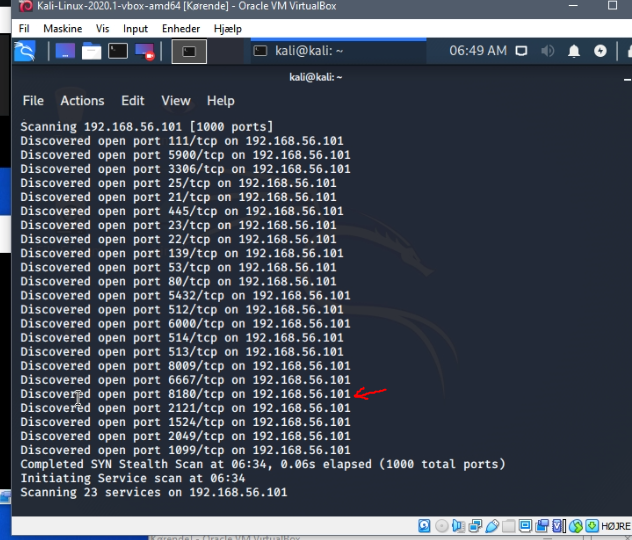 Kali-Linux-2020.1-vbox-amd64 [Kørende] - Oracle VM VirtualBox
Fil Maskine Vis Input Enheder Hjælp
kali@kali: ~ 06:49 AM
kali@kali: ~
File Actions Edit View Help
Scanning 192.168.56.101 [1000 ports]
Discovered open port 111/tcp on 192.168.56.101
Discovered open port 5900/tcp on 192.168.56.101
Discovered open port 3306/tcp on 192.168.56.101
Discovered open port 25/tcp on 192.168.56.101
Discovered open port 21/tcp on 192.168.56.101
Discovered open port 445/tcp on 192.168.56.101
Discovered open port 23/tcp on 192.168.56.101
Discovered open port 22/tcp on 192.168.56.101
Discovered open port 139/tcp on 192.168.56.101
Discovered open port 53/tcp on 192.168.56.101
Discovered open port 80/tcp on 192.168.56.101
Discovered open port 5432/tcp on 192.168.56.101
Discovered open port 512/tcp on 192.168.56.101
Discovered open port 6000/tcp on 192.168.56.101
Discovered open port 514/tcp on 192.168.56.101
Discovered open port 513/tcp on 192.168.56.101
Discovered open port 8009/tcp on 192.168.56.101
Discovered open port 6667/tcp on 192.168.56.101
Discovered open port 8180/tcp on 192.168.56.101
Discovered open port 2121/tcp on 192.168.56.101
Discovered open port 1524/tcp on 192.168.56.101
Discovered open port 2049/tcp on 192.168.56.101
Discovered open port 1099/tcp on 192.168.56.101
Completed SYN Stealth Scan at 06:34, 0.06s elapsed (1000 total ports)
Initiating Service scan at 06:34
Scanning 23 services on 192.168.56.101
HØJRE
Oracle VM VirtualBox